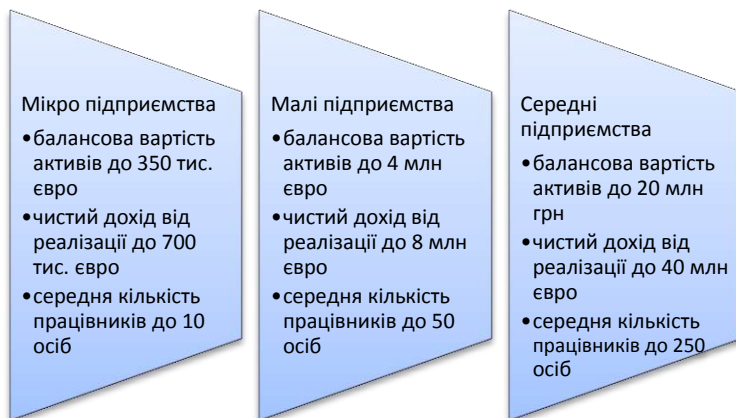 Мікро підприємства
•балансова вартість
активів до 350 тис.
євро
•чистий дохід від
реалізації до 700
тис. євро
•середня кількість
працівників до 10
осіб
Малі підприємства
•балансова вартість
активів до 4 млн
євро
•чистий дохід від
реалізації до 8 млн
євро
•середня кількість
працівників до 50
осіб
Середні
підприємства
•балансова вартість
активів до 20 млн
грн
•чистий дохід від
реалізації до 40 млн
євро
•середня кількість
працівників до 250
осіб